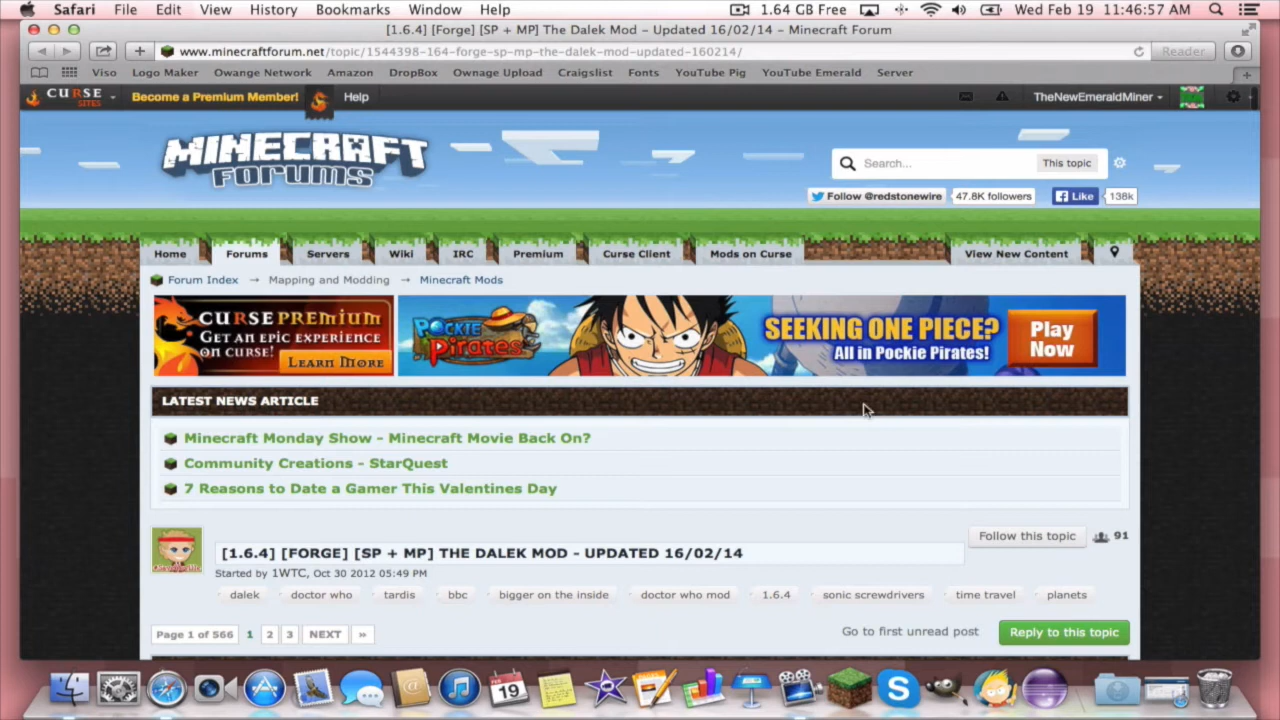 Safari File Edit View History Bookmarks Window Help 1.64 GB Free Wed Feb 19 11:46:57 AM
[1.6.4] [Forge] [SP + MP] The Dalek Mod - Updated 16/02/14 - Minecraft Forum
www.minecraftforum.net/topic/1544398-164-forge-sp-mp-the-dalek-mod-updated-160214/ Reader
Viso Logo Maker Owange Network Amazon DropBox Ownage Upload Craigslist Fonts YouTube Pig YouTube Emerald Server
CURSE SITES Become a Premium Member! Help TheNewEmeraldMiner
MINECRAFT
FORUMS
Search... This topic
Follow @redstonewire 47.8K followers Like 138k
Home Forums Servers Wiki IRC Premium Curse Client Mods on Curse View New Content
Forum Index → Mapping and Modding → Minecraft Mods
CURSE PREMIUM
GET AN EPIC EXPERIENCE
ON CURSE! LEARN MORE
POCKIE PIRATES
SEEKING ONE PIECE?
All in Pockie Pirates!
Play Now
LATEST NEWS ARTICLE
Minecraft Monday Show - Minecraft Movie Back On?
Community Creations - StarQuest
7 Reasons to Date a Gamer This Valentines Day
[1.6.4] [FORGE] [SP + MP] THE DALEK MOD - UPDATED 16/02/14
Follow this topic 91
Started by 1WTC, Oct 30 2012 05:49 PM
dalek doctor who tardis bbc bigger on the inside doctor who mod 1.6.4 sonic screwdrivers time travel planets
Page 1 of 566 1 2 3 NEXT » Go to first unread post Reply to this topic
FEB 19